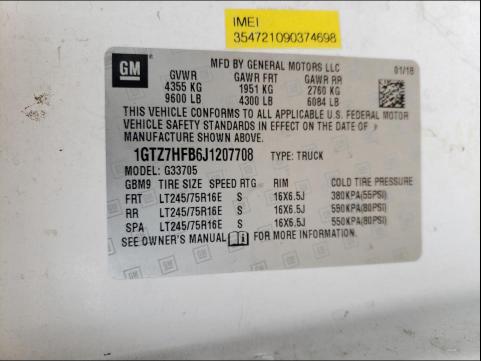 IMEI
354721090374698
GM
MFD BY GENERAL MOTORS LLC
01/18
GVWR GAWR FRT GAWR RR
4355 KG 1951 KG 2760 KG
9600 LB 4300 LB 6084 LB
THIS VEHICLE CONFORMS TO ALL APPLICABLE U.S. FEDERAL MOTOR
VEHICLE SAFETY STANDARDS IN EFFECT ON THE DATE OF
MANUFACTURE SHOWN ABOVE.
1GTZ7HFB6J1207708 TYPE: TRUCK
MODEL: G33705
GBM9 TIRE SIZE SPEED RTG RIM COLD TIRE PRESSURE
FRT LT245/75R16E S 16X6.5J 380KPA(55PSI)
RR LT245/75R16E S 16X6.5J 550KPA(80PSI)
SPA LT245/75R16E S 16X6.5J 550KPA(80PSI)
SEE OWNER'S MANUAL FOR MORE INFORMATION.